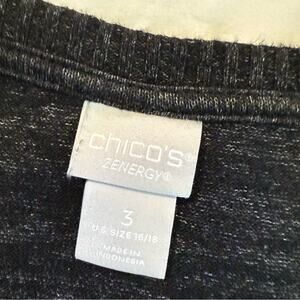 chico's®
ZENERGY®
3
U.S. SIZE 16/18
MADE IN
INDONESIA